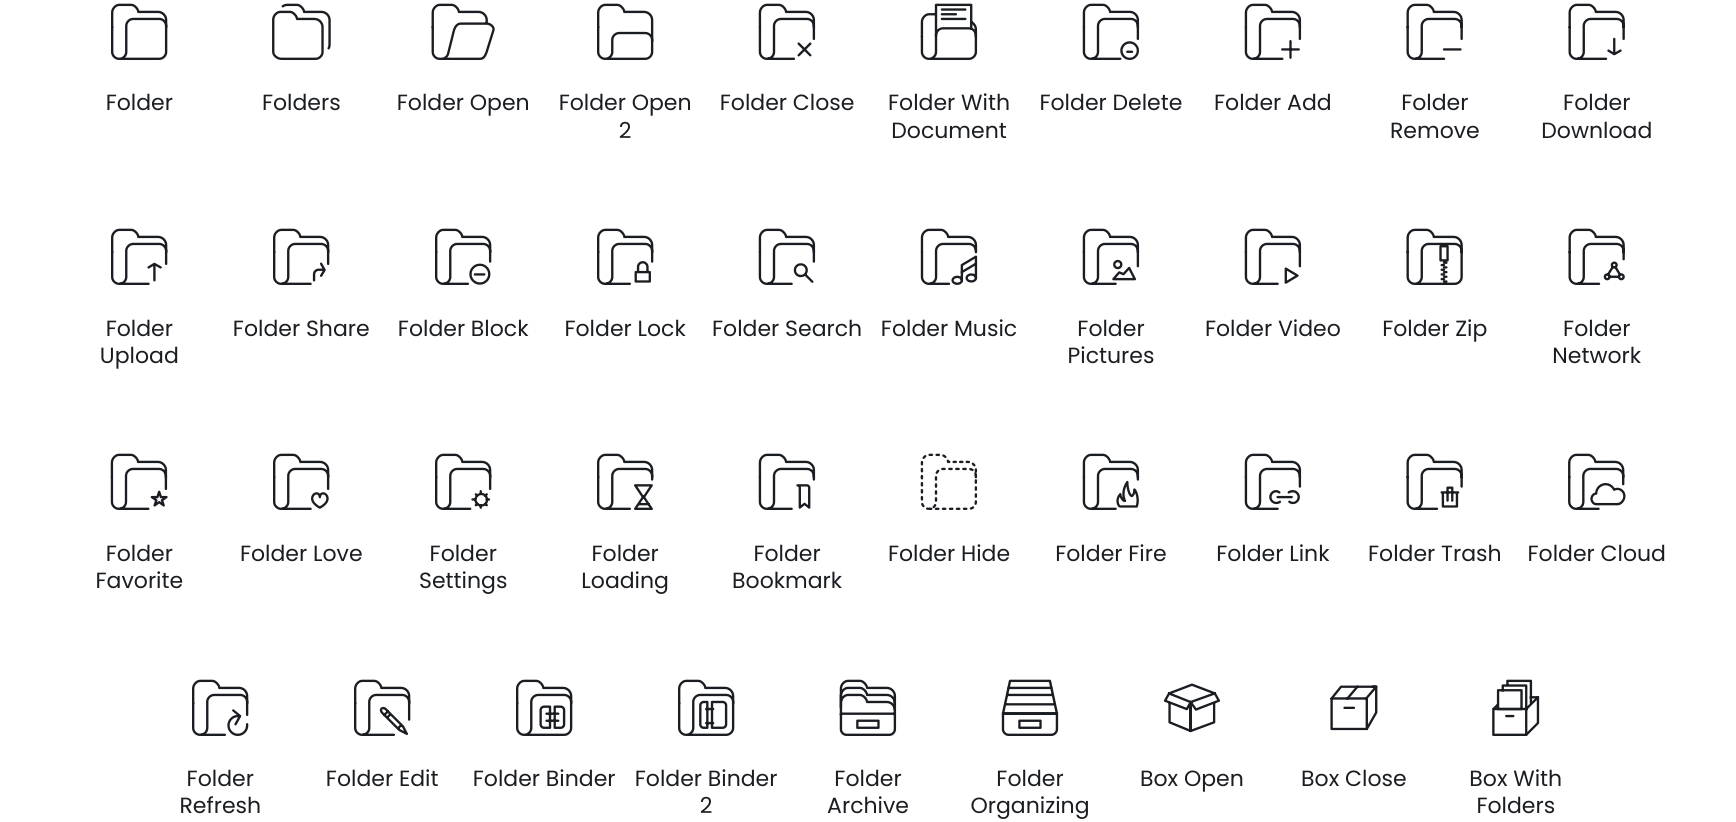 Folder
Folders
Folder Open
Folder Open
2
Folder Close
Folder With
Document
Folder Delete
Folder Add
Folder
Remove
Folder
Download
Folder
Upload
Folder Share
Folder Block
Folder Lock
Folder Search
Folder Music
Folder
Pictures
Folder Video
Folder Zip
Folder
Network
Folder
Favorite
Folder Love
Folder
Settings
Folder
Loading
Folder
Bookmark
Folder Hide
Folder Fire
Folder Link
Folder Trash
Folder Cloud
Folder
Refresh
Folder Edit
Folder Binder
Folder Binder
2
Folder
Archive
Folder
Organizing
Box Open
Box Close
Box With
Folders